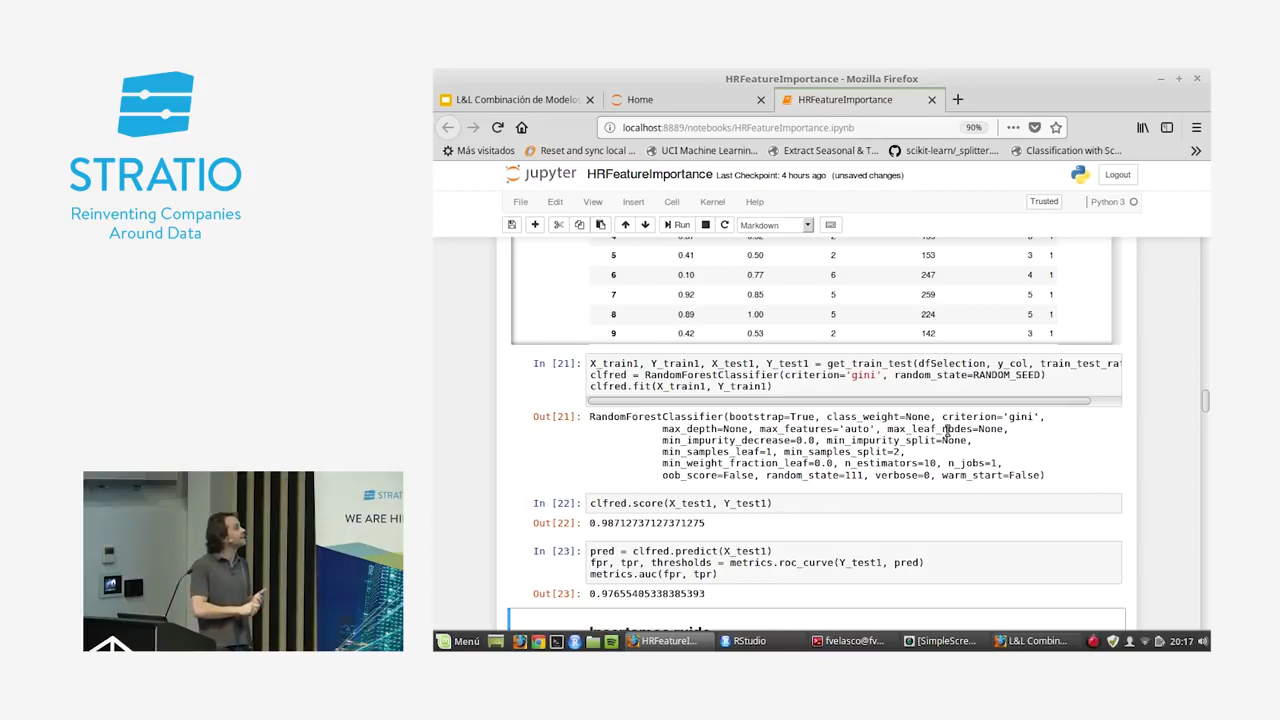 STRATIO
Reinventing Companies
Around Data
HRFeatureImportance - Mozilla Firefox
L&L Combinación de Modelos
Home
HRFeatureImportance
localhost:8889/notebooks/HRFeatureImportance.ipynb
90%
Más visitados
Reset and sync local ...
UCI Machine Learnin...
Extract Seasonal & T...
scikit-learn/_splitter....
Classification with Sc...
jupyter HRFeatureImportance Last Checkpoint: 4 hours ago (unsaved changes)
Logout
File Edit View Insert Cell Kernel Help
Trusted
Python 3
Run
Markdown
5 0.41 0.50 2 153 3 1
6 0.10 0.77 6 247 4 1
7 0.92 0.85 5 259 5 1
8 0.89 1.00 5 224 5 1
9 0.42 0.53 2 142 3 1
In [21]: X_train1, Y_train1, X_test1, Y_test1 = get_train_test(dfSelection, y_col, train_test_rat
clfred = RandomForestClassifier(criterion='gini', random_state=RANDOM_SEED)
clfred.fit(X_train1, Y_train1)
Out[21]: RandomForestClassifier(bootstrap=True, class_weight=None, criterion='gini',
max_depth=None, max_features='auto', max_leaf_nodes=None,
min_impurity_decrease=0.0, min_impurity_split=None,
min_samples_leaf=1, min_samples_split=2,
min_weight_fraction_leaf=0.0, n_estimators=10, n_jobs=1,
oob_score=False, random_state=111, verbose=0, warm_start=False)
In [22]: clfred.score(X_test1, Y_test1)
Out[22]: 0.98712737127371275
In [23]: pred = clfred.predict(X_test1)
fpr, tpr, thresholds = metrics.roc_curve(Y_test1, pred)
metrics.auc(fpr, tpr)
Out[23]: 0.97655405338385393
STRAT
WE ARE HI
Menú
HRFeatureI...
RStudio
fvelasco@fv...
[SimpleScre...
L&L Combin...
20:17